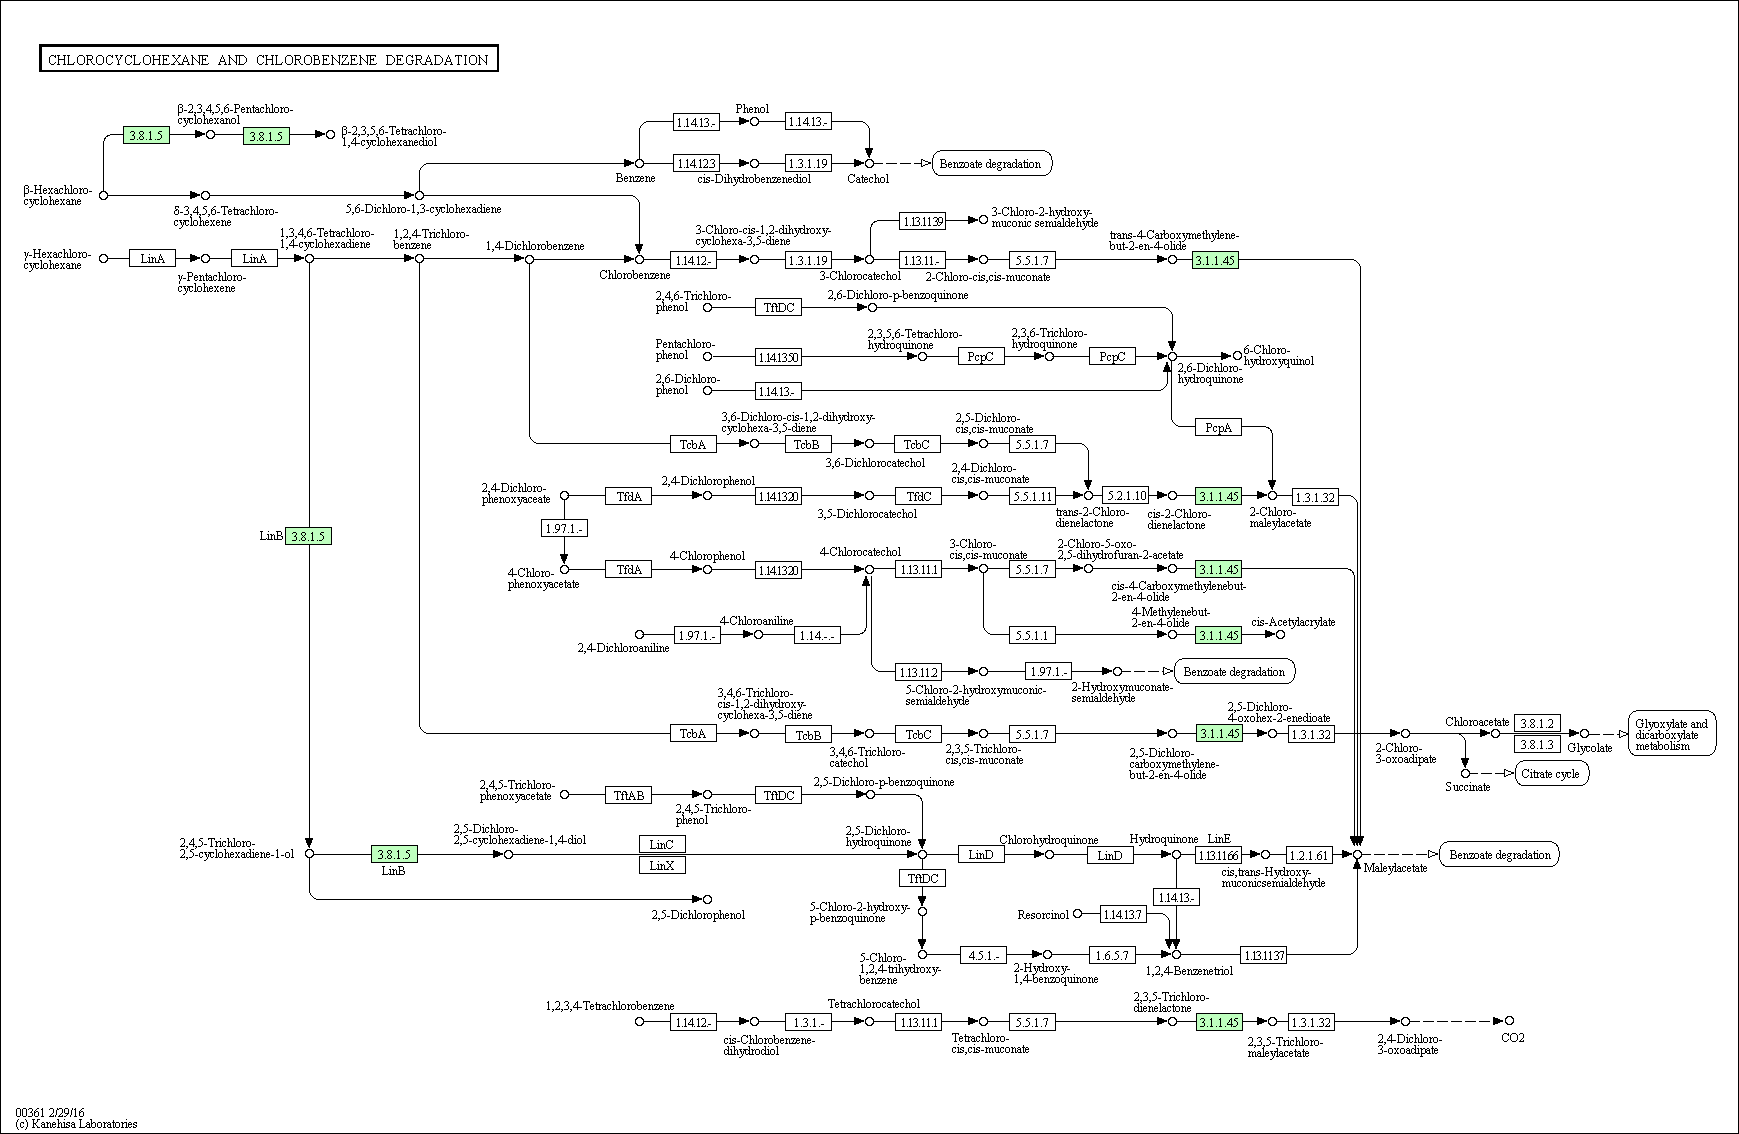 CHLOROCYCLOHEXANE AND CHLOROBENZENE DEGRADATION
β-2,3,4,5,6-Pentachloro-
cyclohexanol
3.8.1.5
3.8.1.5
β-2,3,5,6-Tetrachloro-
1,4-cyclohexanediol
Phenol
1.14.13.-
1.14.13.-
1.14.12.3
1.3.1.19
Benzoate degradation
Benzene
cis-Dihydrobenzenediol
Catechol
β-Hexachloro-
cyclohexane
δ-3,4,5,6-Tetrachloro-
cyclohexene
5,6-Dichloro-1,3-cyclohexadiene
3-Chloro-2-hydroxy-
muconic semialdehyde
1.13.1139
γ-Hexachloro-
cyclohexane
LinA
γ-Pentachloro-
cyclohexene
LinA
1,3,4,6-Tetrachloro-
1,4-cyclohexadiene
1,2,4-Trichloro-
benzene
1,4-Dichlorobenzene
Chlorobenzene
1.14.12.-
3-Chloro-cis-1,2-dihydroxy-
cyclohexa-3,5-diene
1.3.1.19
3-Chlorocatechol
1.13.11.-
2-Chloro-cis,cis-muconate
5.5.1.7
trans-4-Carboxymethylene-
but-2-en-4-olide
3.1.1.45
2,4,6-Trichloro-
phenol
TftDC
2,6-Dichloro-p-benzoquinone
Pentachloro-
phenol
1.14.1350
2,3,5,6-Tetrachloro-
hydroquinone
PcpC
2,3,6-Trichloro-
hydroquinone
PcpC
6-Chloro-
hydroxyquinol
2,6-Dichloro-
hydroquinone
2,6-Dichloro-
phenol
1.14.13.-
PcpA
TcbA
3,6-Dichloro-cis-1,2-dihydroxy-
cyclohexa-3,5-diene
TcbB
3,6-Dichlorocatechol
TcbC
2,5-Dichloro-
cis,cis-muconate
5.5.1.7
2,4-Dichloro-
phenoxyaceate
TfdA
2,4-Dichlorophenol
1.14.1320
3,5-Dichlorocatechol
TfdC
2,4-Dichloro-
cis,cis-muconate
5.5.1.11
trans-2-Chloro-
dienelactone
5.2.1.10
cis-2-Chloro-
dienelactone
3.1.1.45
2-Chloro-
maleylacetate
1.3.1.32
1.97.1.-
LinB
3.8.1.5
4-Chloro-
phenoxyacetate
TfdA
4-Chlorophenol
1.14.1320
4-Chlorocatechol
1.13.11.1
3-Chloro-
cis,cis-muconate
5.5.1.7
2-Chloro-5-oxo-
2,5-dihydrofuran-2-acetate
3.1.1.45
cis-4-Carboxymethylenebut-
2-en-4-olide
2,4-Dichloroaniline
1.97.1.-
4-Chloroaniline
1.14.-.-
5.5.1.1
4-Methylenebut-
2-en-4-olide
3.1.1.45
cis-Acetylacrylate
1.13.11.2
5-Chloro-2-hydroxymuconic-
semialdehyde
1.97.1.-
2-Hydroxymuconate-
semialdehyde
Benzoate degradation
TcbA
3,4,6-Trichloro-
cis-1,2-dihydroxy-
cyclohexa-3,5-diene
TcbB
3,4,6-Trichloro-
catechol
TcbC
2,3,5-Trichloro-
cis,cis-muconate
5.5.1.7
2,5-Dichloro-
carboxymethylene-
but-2-en-4-olide
3.1.1.45
2,5-Dichloro-
4-oxohex-2-enedioate
1.3.1.32
2-Chloro-
3-oxoadipate
Chloroacetate
3.8.1.2
3.8.1.3
Glycolate
Glyoxylate and
dicarboxylate
metabolism
Succinate
Citrate cycle
2,4,5-Trichloro-
phenoxyacetate
TftAB
2,4,5-Trichloro-
phenol
TftDC
2,5-Dichloro-p-benzoquinone
2,4,5-Trichloro-
2,5-cyclohexadiene-1-ol
3.8.1.5
LinB
2,5-Dichloro-
2,5-cyclohexadiene-1,4-diol
LinC
LinX
2,5-Dichloro-
hydroquinone
LinD
Chlorohydroquinone
LinD
Hydroquinone
LinE
1.13.1166
cis,trans-Hydroxy-
muconicsemialdehyde
1.2.1.61
Maleylacetate
Benzoate degradation
TftDC
2,5-Dichlorophenol
5-Chloro-2-hydroxy-
p-benzoquinone
1.14.13.-
Resorcinol
1.14.13.7
5-Chloro-
1,2,4-trihydroxy-
benzene
4.5.1.-
2-Hydroxy-
1,4-benzoquinone
1.6.5.7
1,2,4-Benzenetriol
1.13.1137
1,2,3,4-Tetrachlorobenzene
1.14.12.-
cis-Chlorobenzene-
dihydrodiol
1.3.1.-
Tetrachlorocatechol
1.13.11.1
Tetrachloro-
cis,cis-muconate
5.5.1.7
2,3,5-Trichloro-
dienelactone
3.1.1.45
2,3,5-Trichloro-
maleylacetate
1.3.1.32
2,4-Dichloro-
3-oxoadipate
CO2
00361 2/29/16
(c) Kanehisa Laboratories